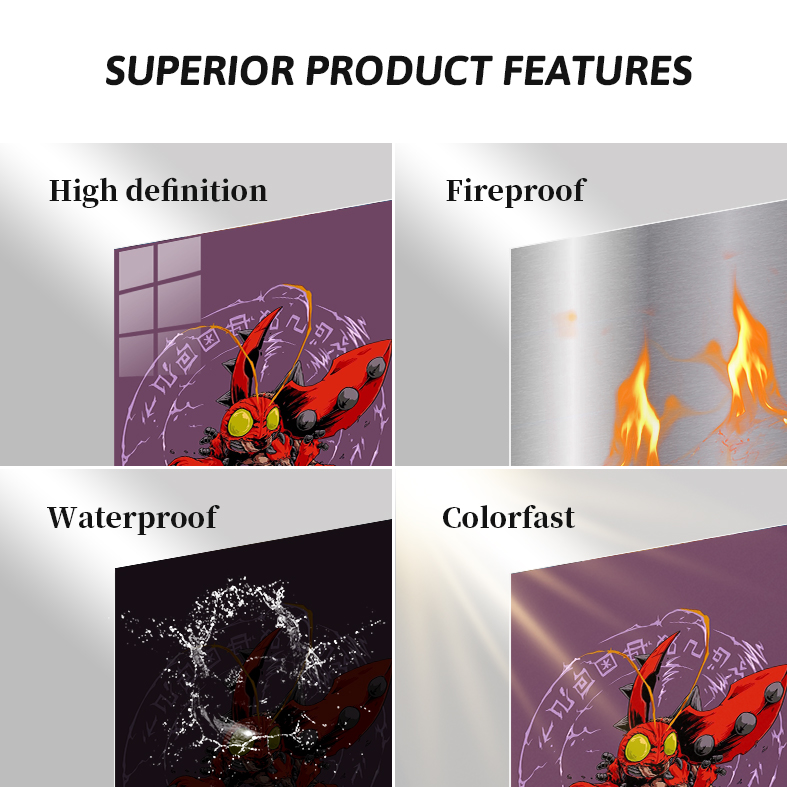 SUPERIOR PRODUCT FEATURES
High definition
Fireproof
Waterproof
Colorfast